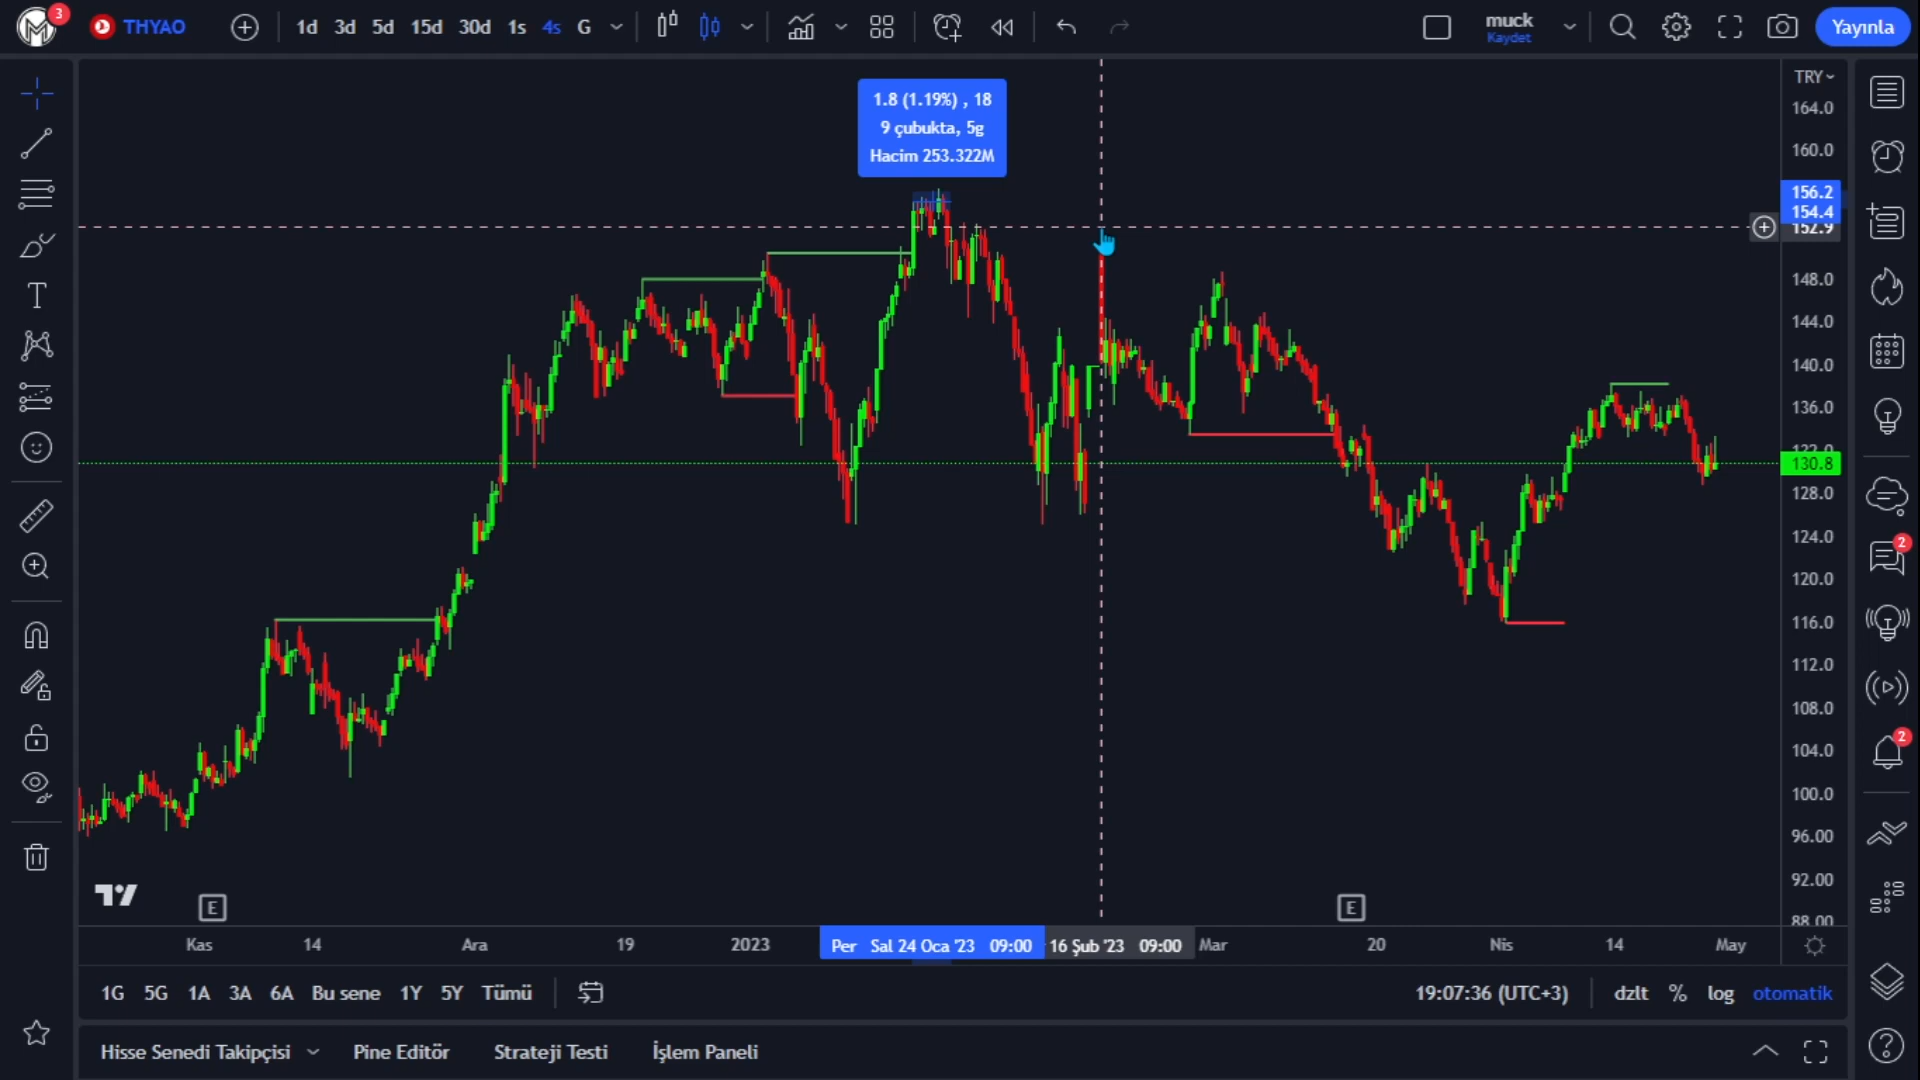 3
THYAO
1d 3d 5d 15d 30d 1s 4s G
muck
Kaydet
Yayınla
1.8 (1.19%) , 18
9 çubukta, 5g
Hacim 253.322M
TRY
164.0
160.0
156.2
154.4
152.9
148.0
144.0
140.0
136.0
132.0
130.8
128.0
124.0
120.0
116.0
112.0
108.0
104.0
100.0
96.00
92.00
88.00
2
2
E
E
Kas 14 Ara 19 2023 Per Sal 24 Oca '23 09:00 16 Şub '23 09:00 Mar 20 Nis 14 May
1G 5G 1A 3A 6A Bu sene 1Y 5Y Tümü
19:07:36 (UTC+3) dzlt % log otomatik
Hisse Senedi Takipçisi Pine Editör Strateji Testi İşlem Paneli